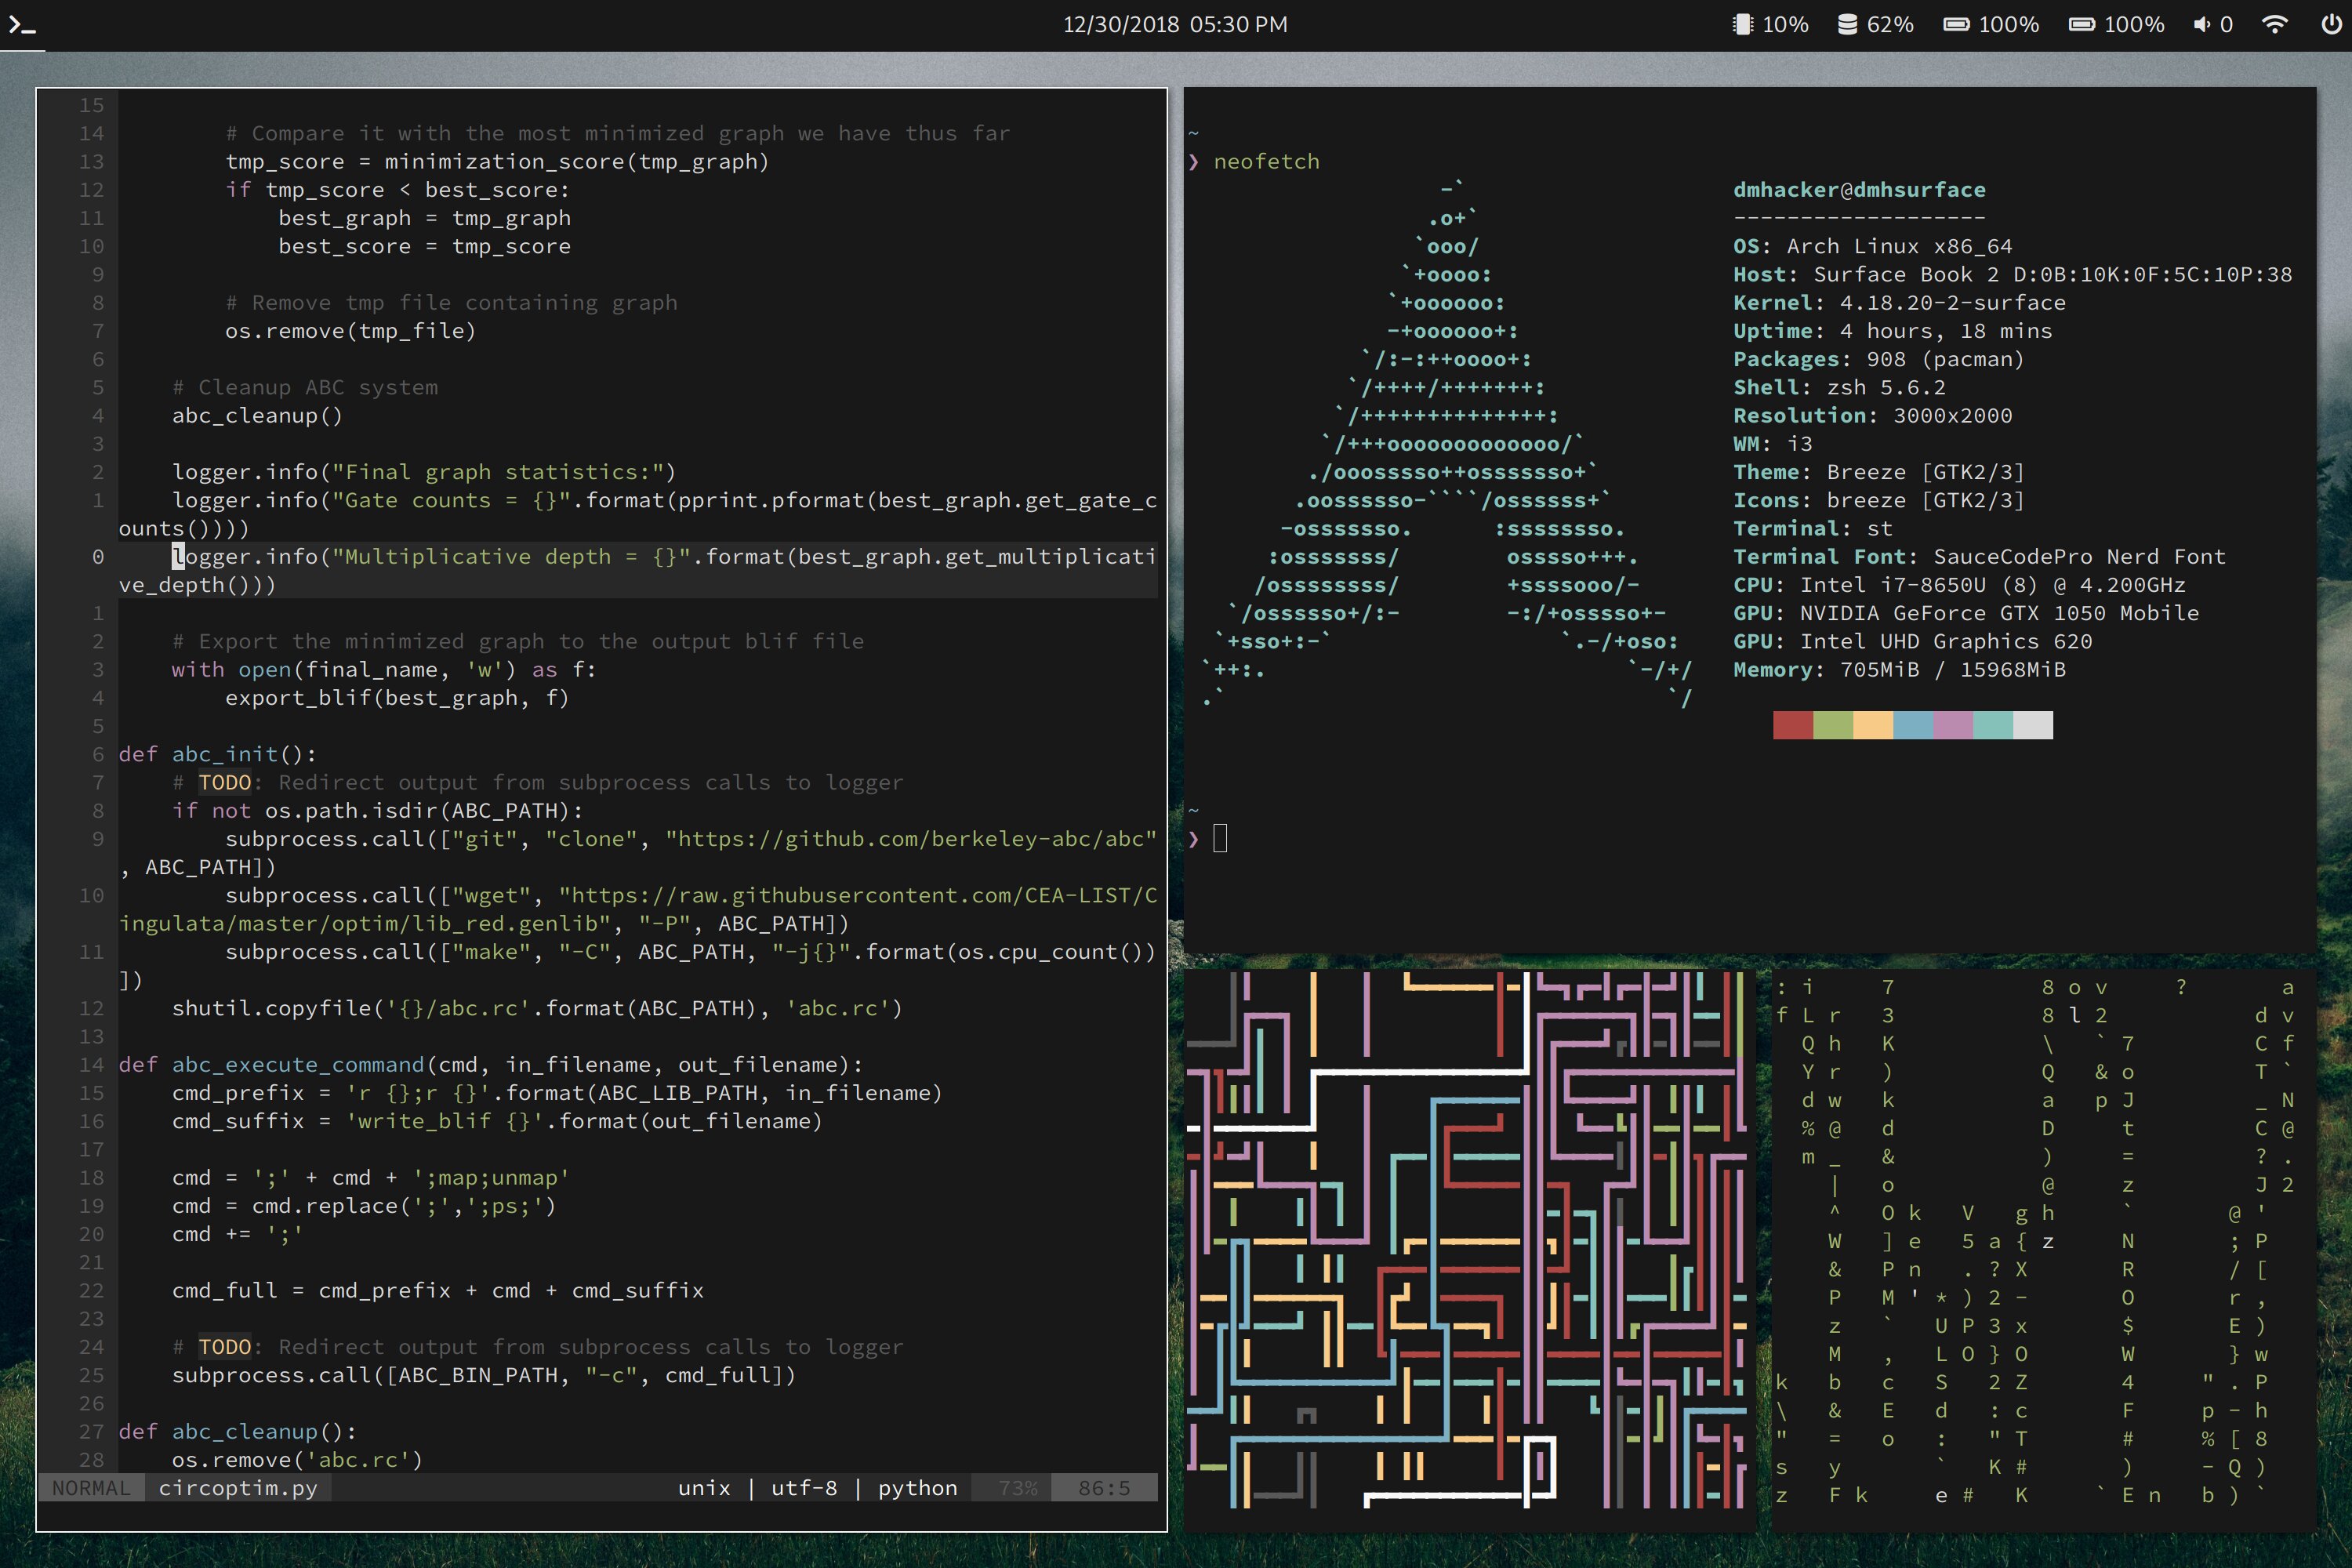 12/30/2018 05:30 PM
10% 62% 100% 100% 0
15
14 # Compare it with the most minimized graph we have thus far
13 tmp_score = minimization_score(tmp_graph)
12 if tmp_score < best_score:
11 best_graph = tmp_graph
10 best_score = tmp_score
9
8 # Remove tmp file containing graph
7 os.remove(tmp_file)
6
5 # Cleanup ABC system
4 abc_cleanup()
3
2 logger.info("Final graph statistics:")
1 logger.info("Gate counts = {}".format(pprint.pformat(best_graph.get_gate_c
ounts())))
0 logger.info("Multiplicative depth = {}".format(best_graph.get_multiplicati
ve_depth()))
1
2 # Export the minimized graph to the output blif file
3 with open(final_name, 'w') as f:
4 export_blif(best_graph, f)
5
6 def abc_init():
7 # TODO: Redirect output from subprocess calls to logger
8 if not os.path.isdir(ABC_PATH):
9 subprocess.call(["git", "clone", "https://github.com/berkeley-abc/abc"
, ABC_PATH])
10 subprocess.call(["wget", "https://raw.githubusercontent.com/CEA-LIST/C
ingulata/master/optim/lib_red.genlib", "-P", ABC_PATH])
11 subprocess.call(["make", "-C", ABC_PATH, "-j{}".format(os.cpu_count())
])
12 shutil.copyfile('{}/abc.rc'.format(ABC_PATH), 'abc.rc')
13
14 def abc_execute_command(cmd, in_filename, out_filename):
15 cmd_prefix = 'r {};r {}'.format(ABC_LIB_PATH, in_filename)
16 cmd_suffix = 'write_blif {}'.format(out_filename)
17
18 cmd = ';' + cmd + ';map;unmap'
19 cmd = cmd.replace(';',';ps;')
20 cmd += ';'
21
22 cmd_full = cmd_prefix + cmd + cmd_suffix
23
24 # TODO: Redirect output from subprocess calls to logger
25 subprocess.call([ABC_BIN_PATH, "-c", cmd_full])
26
27 def abc_cleanup():
28 os.remove('abc.rc')
NORMAL circoptim.py unix | utf-8 | python 73% 86:5
~
❯ neofetch
dmhacker@dmhsurface
-------------------
OS: Arch Linux x86_64
Host: Surface Book 2 D:0B:10K:0F:5C:10P:38
Kernel: 4.18.20-2-surface
Uptime: 4 hours, 18 mins
Packages: 908 (pacman)
Shell: zsh 5.6.2
Resolution: 3000x2000
WM: i3
Theme: Breeze [GTK2/3]
Icons: breeze [GTK2/3]
Terminal: st
Terminal Font: SauceCodePro Nerd Font
CPU: Intel i7-8650U (8) @ 4.200GHz
GPU: NVIDIA GeForce GTX 1050 Mobile
GPU: Intel UHD Graphics 620
Memory: 705MiB / 15968MiB
~
❯
: i 7 8 o v ? a
f L r 3 8 l 2 d v
Q h K \ ` 7 C f
Y r ) Q & o T `
d w k a p J _ N
% @ d D t C @
m _ & ) = ? .
| o @ z J 2
^ O k V g h ` @ '
W ] e 5 a { z N ; P
& P n . ? X R / [
P M ' * ) 2 - O r ,
z ` U P 3 x $ E )
M , L O } O W } w
k b c S 2 Z 4 " . P
\ & E d : c F p - h
" = o : " T # % [ 8
s y ` K # ) - Q )
z F k e # K ` E n b ) `